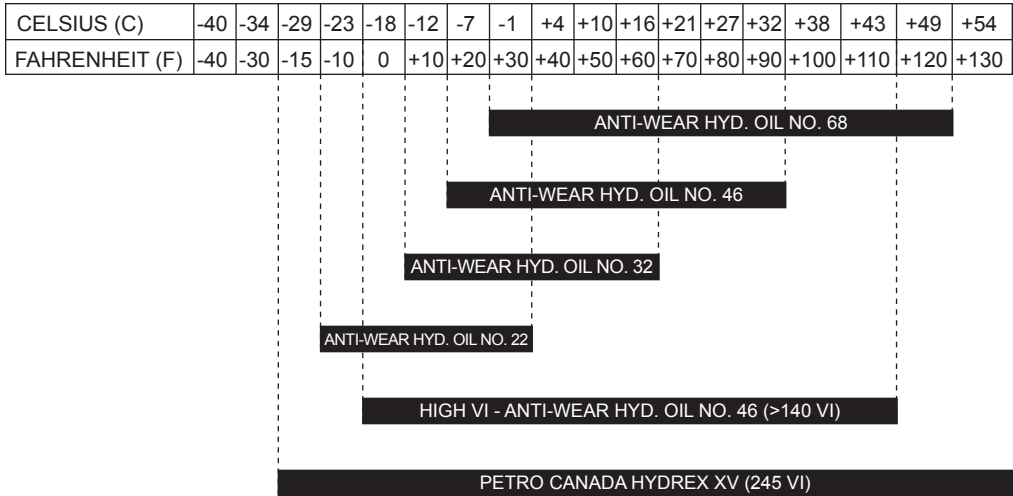 CELSIUS (C) -40 -34 -29 -23 -18 -12 -7 -1 +4 +10 +16 +21 +27 +32 +38 +43 +49 +54
FAHRENHEIT (F) -40 -30 -15 -10 0 +10 +20 +30 +40 +50 +60 +70 +80 +90 +100 +110 +120 +130
ANTI-WEAR HYD. OIL NO. 68
ANTI-WEAR HYD. OIL NO. 46
ANTI-WEAR HYD. OIL NO. 32
ANTI-WEAR HYD. OIL NO. 22
HIGH VI - ANTI-WEAR HYD. OIL NO. 46 (>140 VI)
PETRO CANADA HYDREX XV (245 VI)